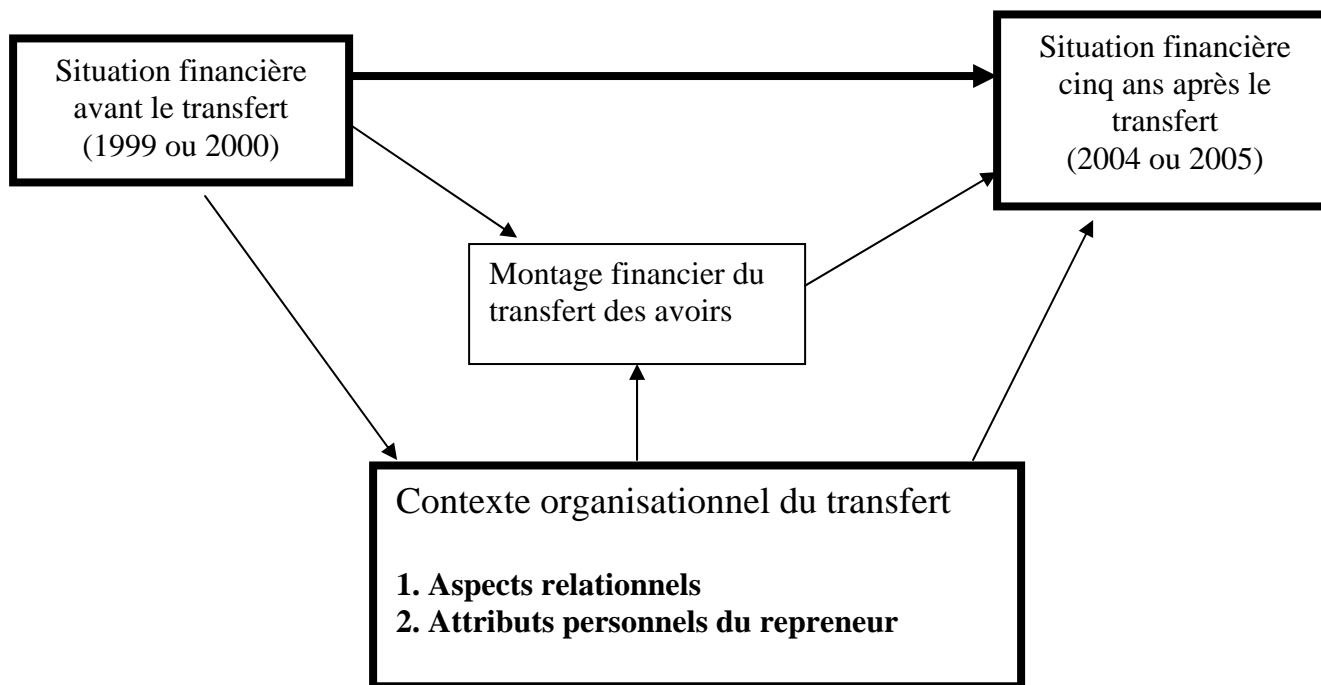 Situation financière
avant le transfert
(1999 ou 2000)
Situation financière
cinq ans après le
transfert
(2004 ou 2005)
Montage financier du
transfert des avoirs
Contexte organisationnel du transfert
1. Aspects relationnels
2. Attributs personnels du repreneur